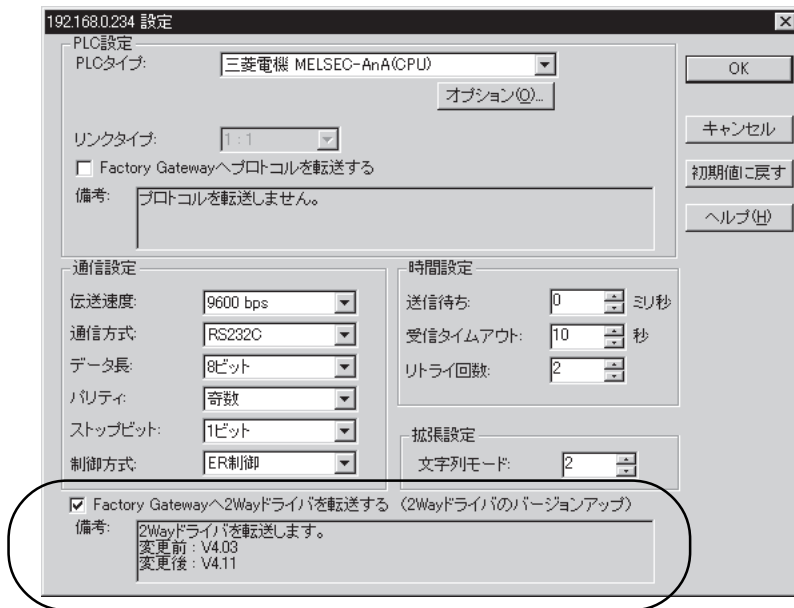 192.168.0.234 設定
PLC設定
PLCタイプ: 三菱電機 MELSEC-AnA(CPU)
オプション(O)...
リンクタイプ: 1:1
Factory Gatewayへプロトコルを転送する
備考: プロトコルを転送しません。
OK
キャンセル
初期値に戻す
ヘルプ(H)
通信設定
伝送速度: 9600 bps
通信方式: RS232C
データ長: 8ビット
パリティ: 奇数
ストップビット: 1ビット
制御方式: ER制御
時間設定
送信待ち: 0 ミリ秒
受信タイムアウト: 10 秒
リトライ回数: 2
拡張設定
文字列モード: 2
Factory Gatewayへ2Wayドライバを転送する (2Wayドライバのバージョンアップ)
備考: 2Wayドライバを転送します。
変更前:V4.03
変更後:V4.11